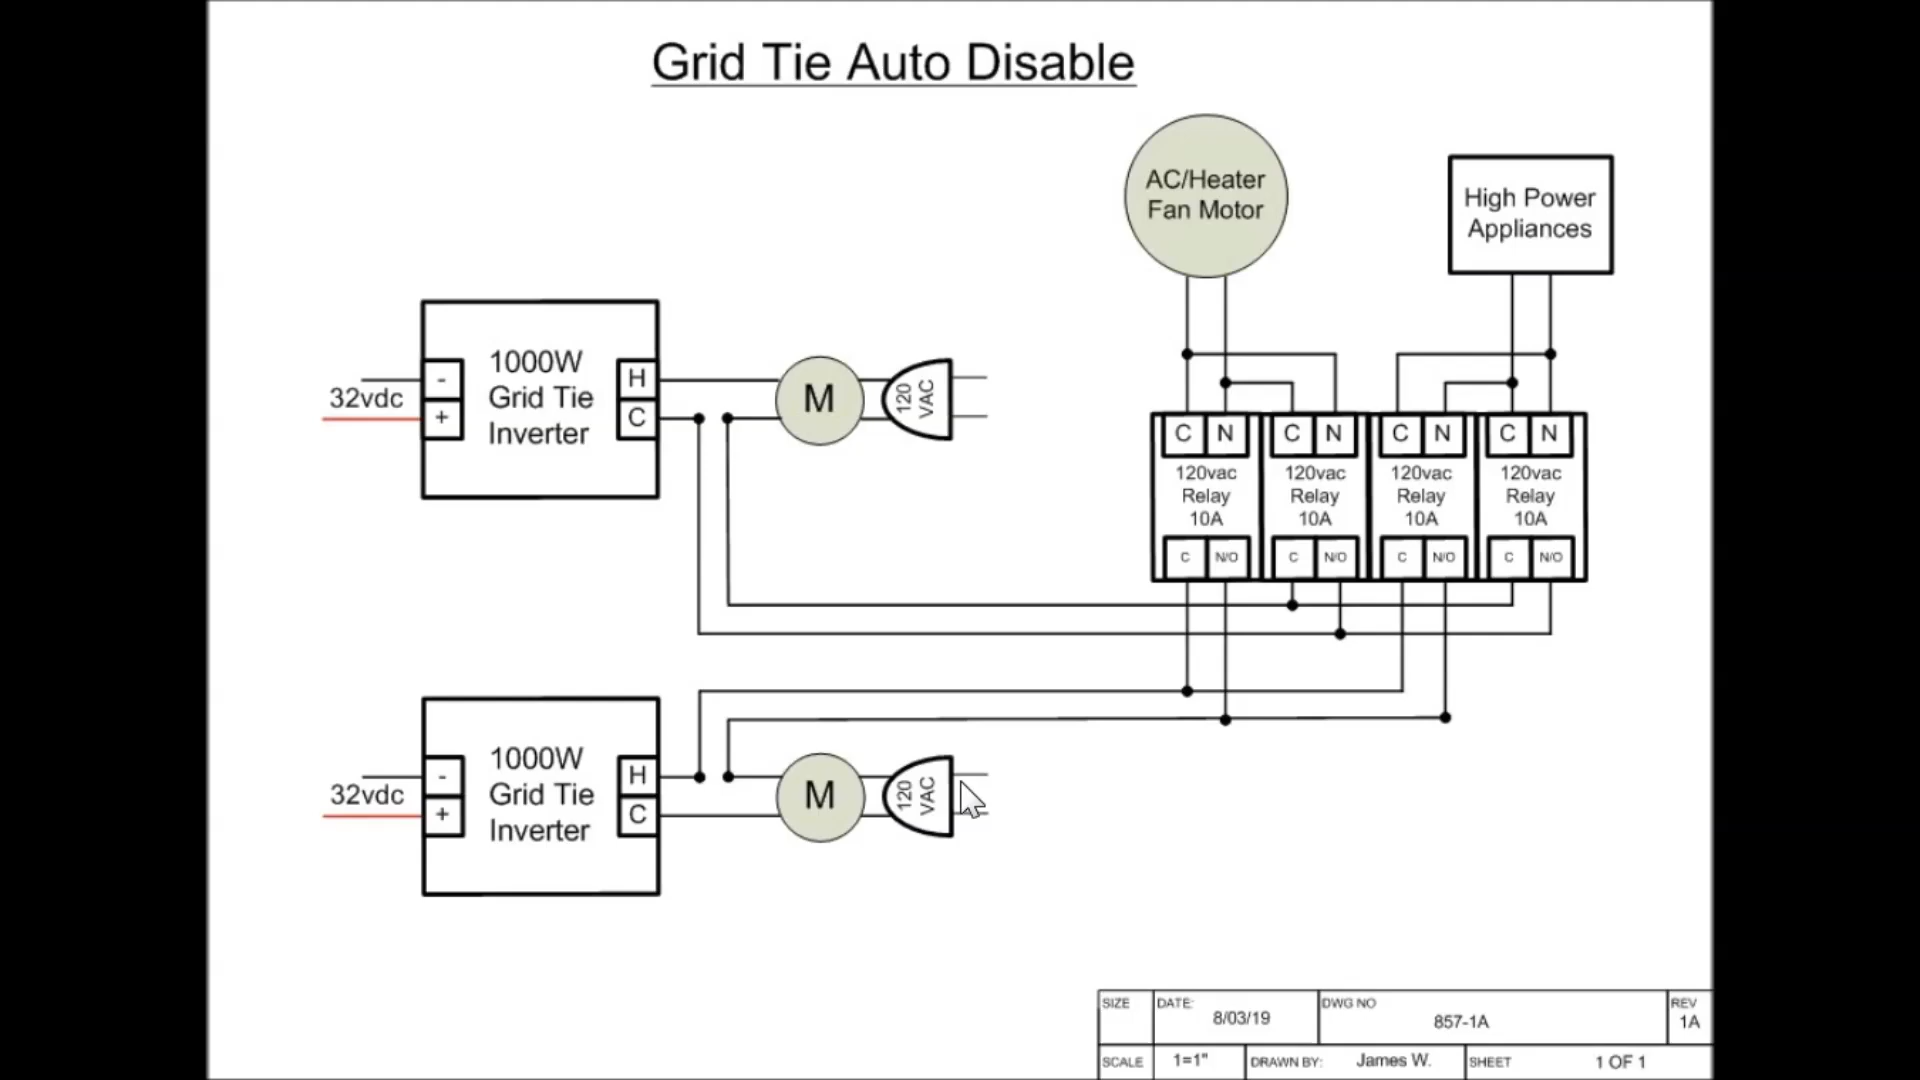 Grid Tie Auto Disable
AC/Heater
Fan Motor
High Power
Appliances
1000W
Grid Tie
Inverter
-
+
32vdc
H
C
M
120
VAC
C N C N C N C N
120vac
Relay
10A
120vac
Relay
10A
120vac
Relay
10A
120vac
Relay
10A
C N/O C N/O C N/O C N/O
1000W
Grid Tie
Inverter
-
+
32vdc
H
C
M
120
VAC
SIZE DATE: 8/03/19 DWG NO 857-1A REV 1A
SCALE 1=1" DRAWN BY: James W. SHEET 1 OF 1